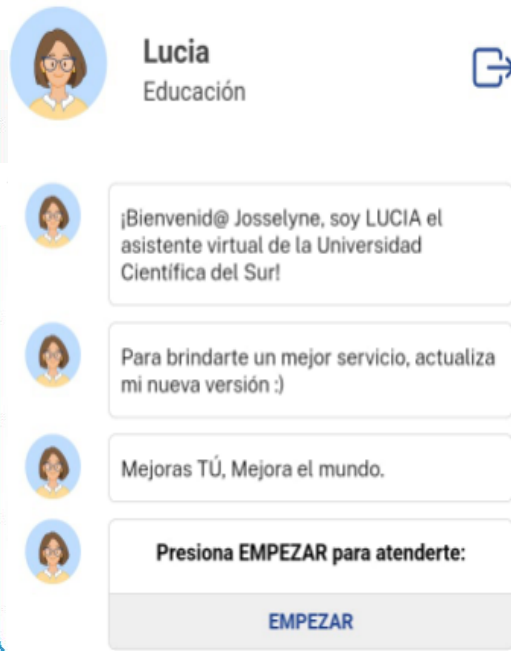 Lucia
Educación
¡Bienvenid@ Josselyne, soy LUCIA el
asistente virtual de la Universidad
Científica del Sur!
Para brindarte un mejor servicio, actualiza
mi nueva versión :)
Mejoras TÚ, Mejora el mundo.
Presiona EMPEZAR para atenderte:
EMPEZAR